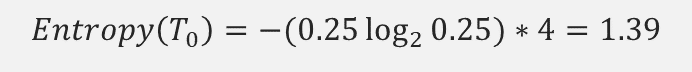 Entropy(T₀) = −(0.25 log₂ 0.25) * 4 = 1.39